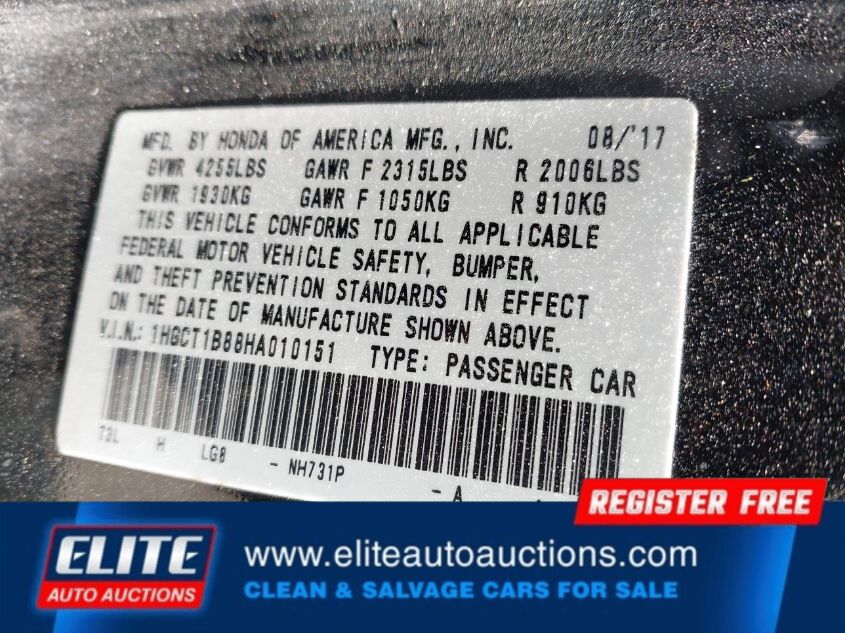 MFD. BY HONDA OF AMERICA MFG., INC. 08/'17
GVWR 4255LBS GAWR F 2315LBS R 2006LBS
GVWR 1930KG GAWR F 1050KG R 910KG
THIS VEHICLE CONFORMS TO ALL APPLICABLE
FEDERAL MOTOR VEHICLE SAFETY, BUMPER,
AND THEFT PREVENTION STANDARDS IN EFFECT
ON THE DATE OF MANUFACTURE SHOWN ABOVE.
V.I.N.: 1HGCT1B88HA010151 TYPE: PASSENGER CAR
73L H LG8 - NH731P - A
REGISTER FREE
ELITE
AUTO AUCTIONS
www.eliteautoauctions.com
CLEAN & SALVAGE CARS FOR SALE